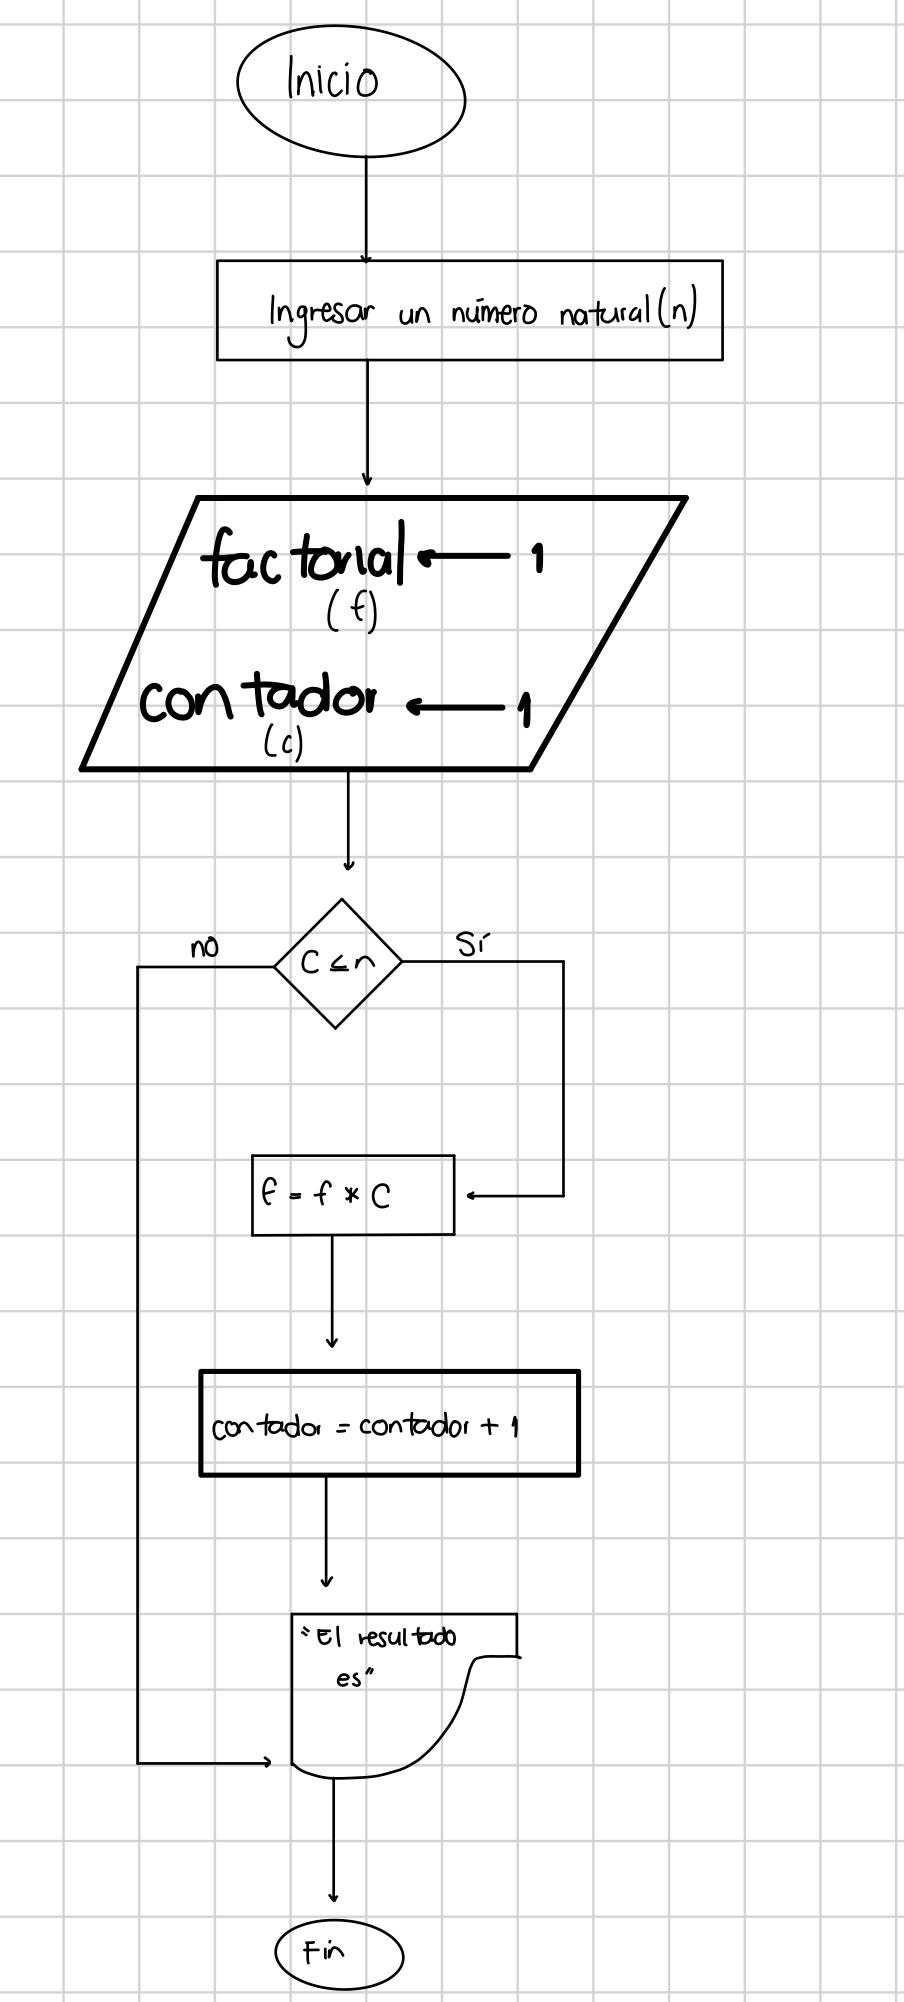 Inicio
Ingresar un número natural (n)
factorial ← 1
(f)
contador ← 1
(c)
no
C ≤ n
Sí
f = f * C
contador = contador + 1
"El resultado
es"
Fin